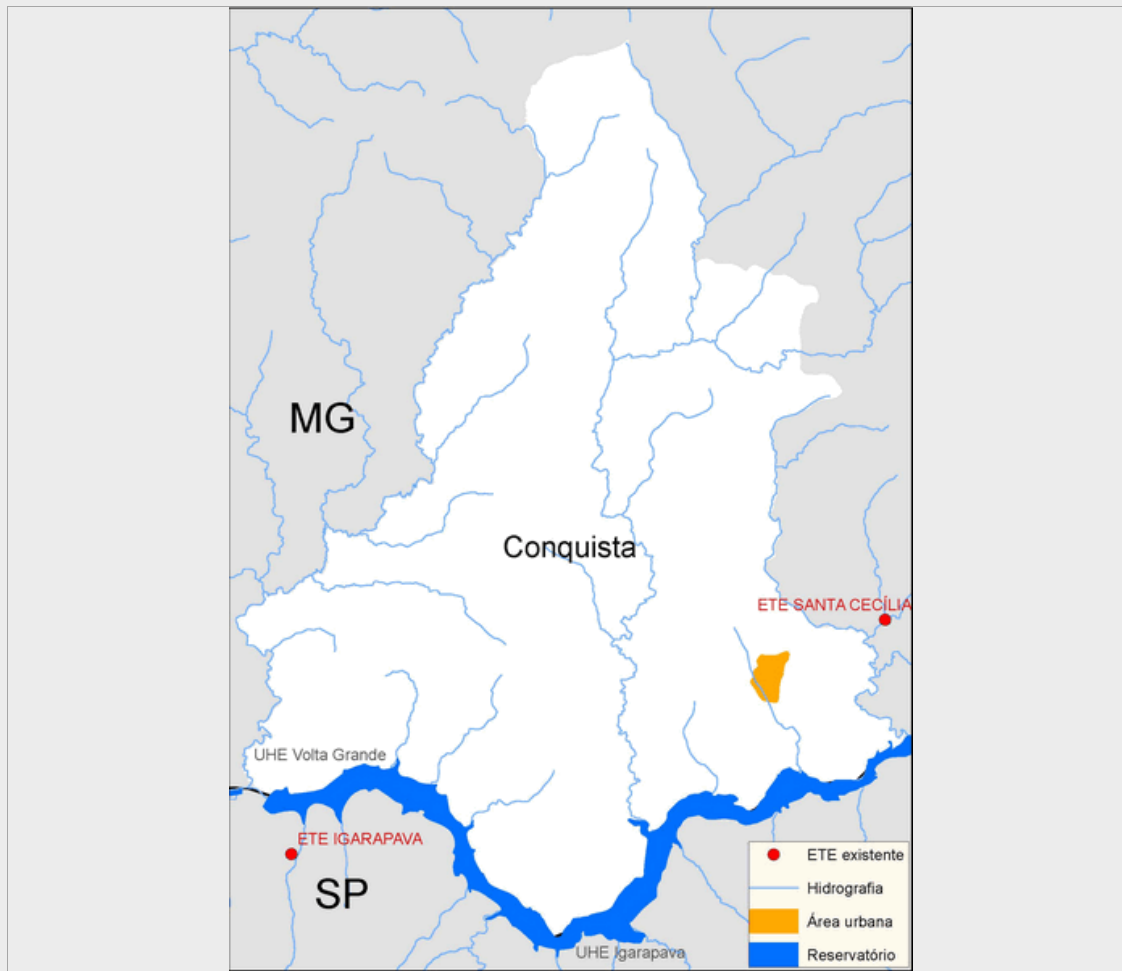 MG
Conquista
ETE SANTA CECÍLIA
UHE Volta Grande
ETE IGARAPAVA
SP
UHE Igarapava
ETE existente
Hidrografia
Área urbana
Reservatório